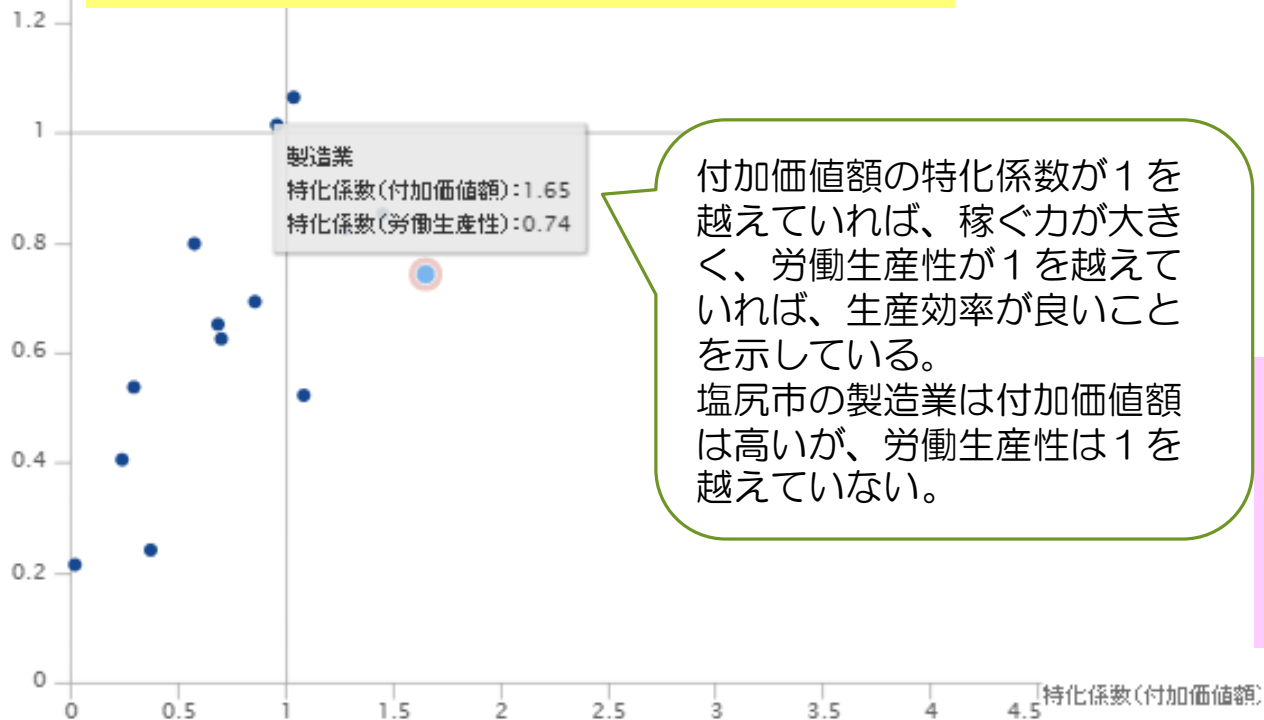 1.2
1
0.8
0.6
0.4
0.2
0
製造業
特化係数(付加価値額):1.65
特化係数(労働生産性):0.74
付加価値額の特化係数が１を
越えていれば、稼ぐ力が大き
く、労働生産性が１を越えて
いれば、生産効率が良いこと
を示している。
塩尻市の製造業は付加価値額
は高いが、労働生産性は１を
越えていない。
0 0.5 1 1.5 2 2.5 3 3.5 4 4.5 特化係数(付加価値額)